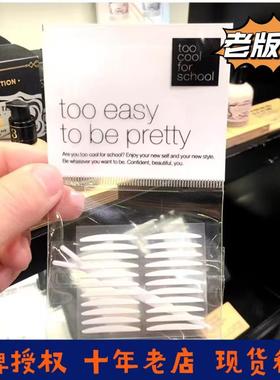 老版
too
cool
for
school
too easy
to be pretty
Are you too cool for school? Enjoy your new self and your new style.
Be whatever you want to be. Confident, beautiful, you.
授权 十年老店 现货